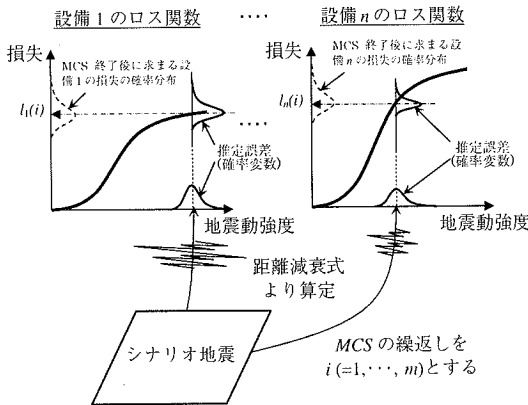 設備1のロス関数
‥‥
設備nのロス関数
損失
MCS 終了後に求まる設
備1の損失の確率分布
l1(i)
推定誤差
(確率変数)
地震動強度
‥‥
損失
MCS 終了後に求まる設
備nの損失の確率分布
ln(i)
推定誤差
(確率変数)
地震動強度
距離減衰式
より算定
シナリオ地震
MCSの繰返しを
i (=1,‥‥, m)とする